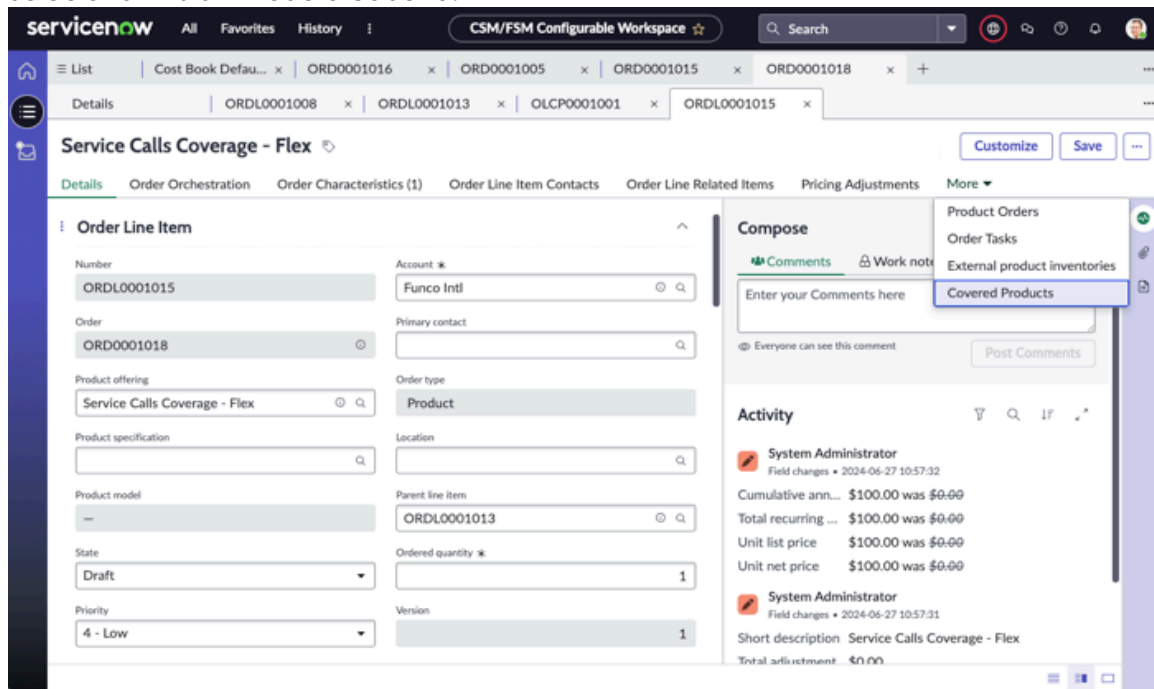 servicenow All Favorites History CSM/FSM Configurable Workspace Search
List Cost Book Defau... ORD0001016 ORD0001005 ORD0001015 ORD0001018
Details ORDL0001008 ORDL0001013 OLCP0001001 ORDL0001015
Service Calls Coverage - Flex Customize Save
Details Order Orchestration Order Characteristics (1) Order Line Item Contacts Order Line Related Items Pricing Adjustments More
Product Orders
Order Tasks
External product inventories
Covered Products
Order Line Item
Number
ORDL0001015
Account
Funco Intl
Order
ORD0001018
Primary contact
Product offering
Service Calls Coverage - Flex
Order type
Product
Product specification
Location
Product model
—
Parent line item
ORDL0001013
State
Draft
Ordered quantity
1
Priority
4 - Low
Version
1
Compose
Comments Work note
Enter your Comments here
Everyone can see this comment
Post Comments
Activity
System Administrator
Field changes • 2024-06-27 10:57:32
Cumulative ann... $100.00 was $0.00
Total recurring ... $100.00 was $0.00
Unit list price $100.00 was $0.00
Unit net price $100.00 was $0.00
System Administrator
Field changes • 2024-06-27 10:57:31
Short description Service Calls Coverage - Flex
Total adjustment $0.00